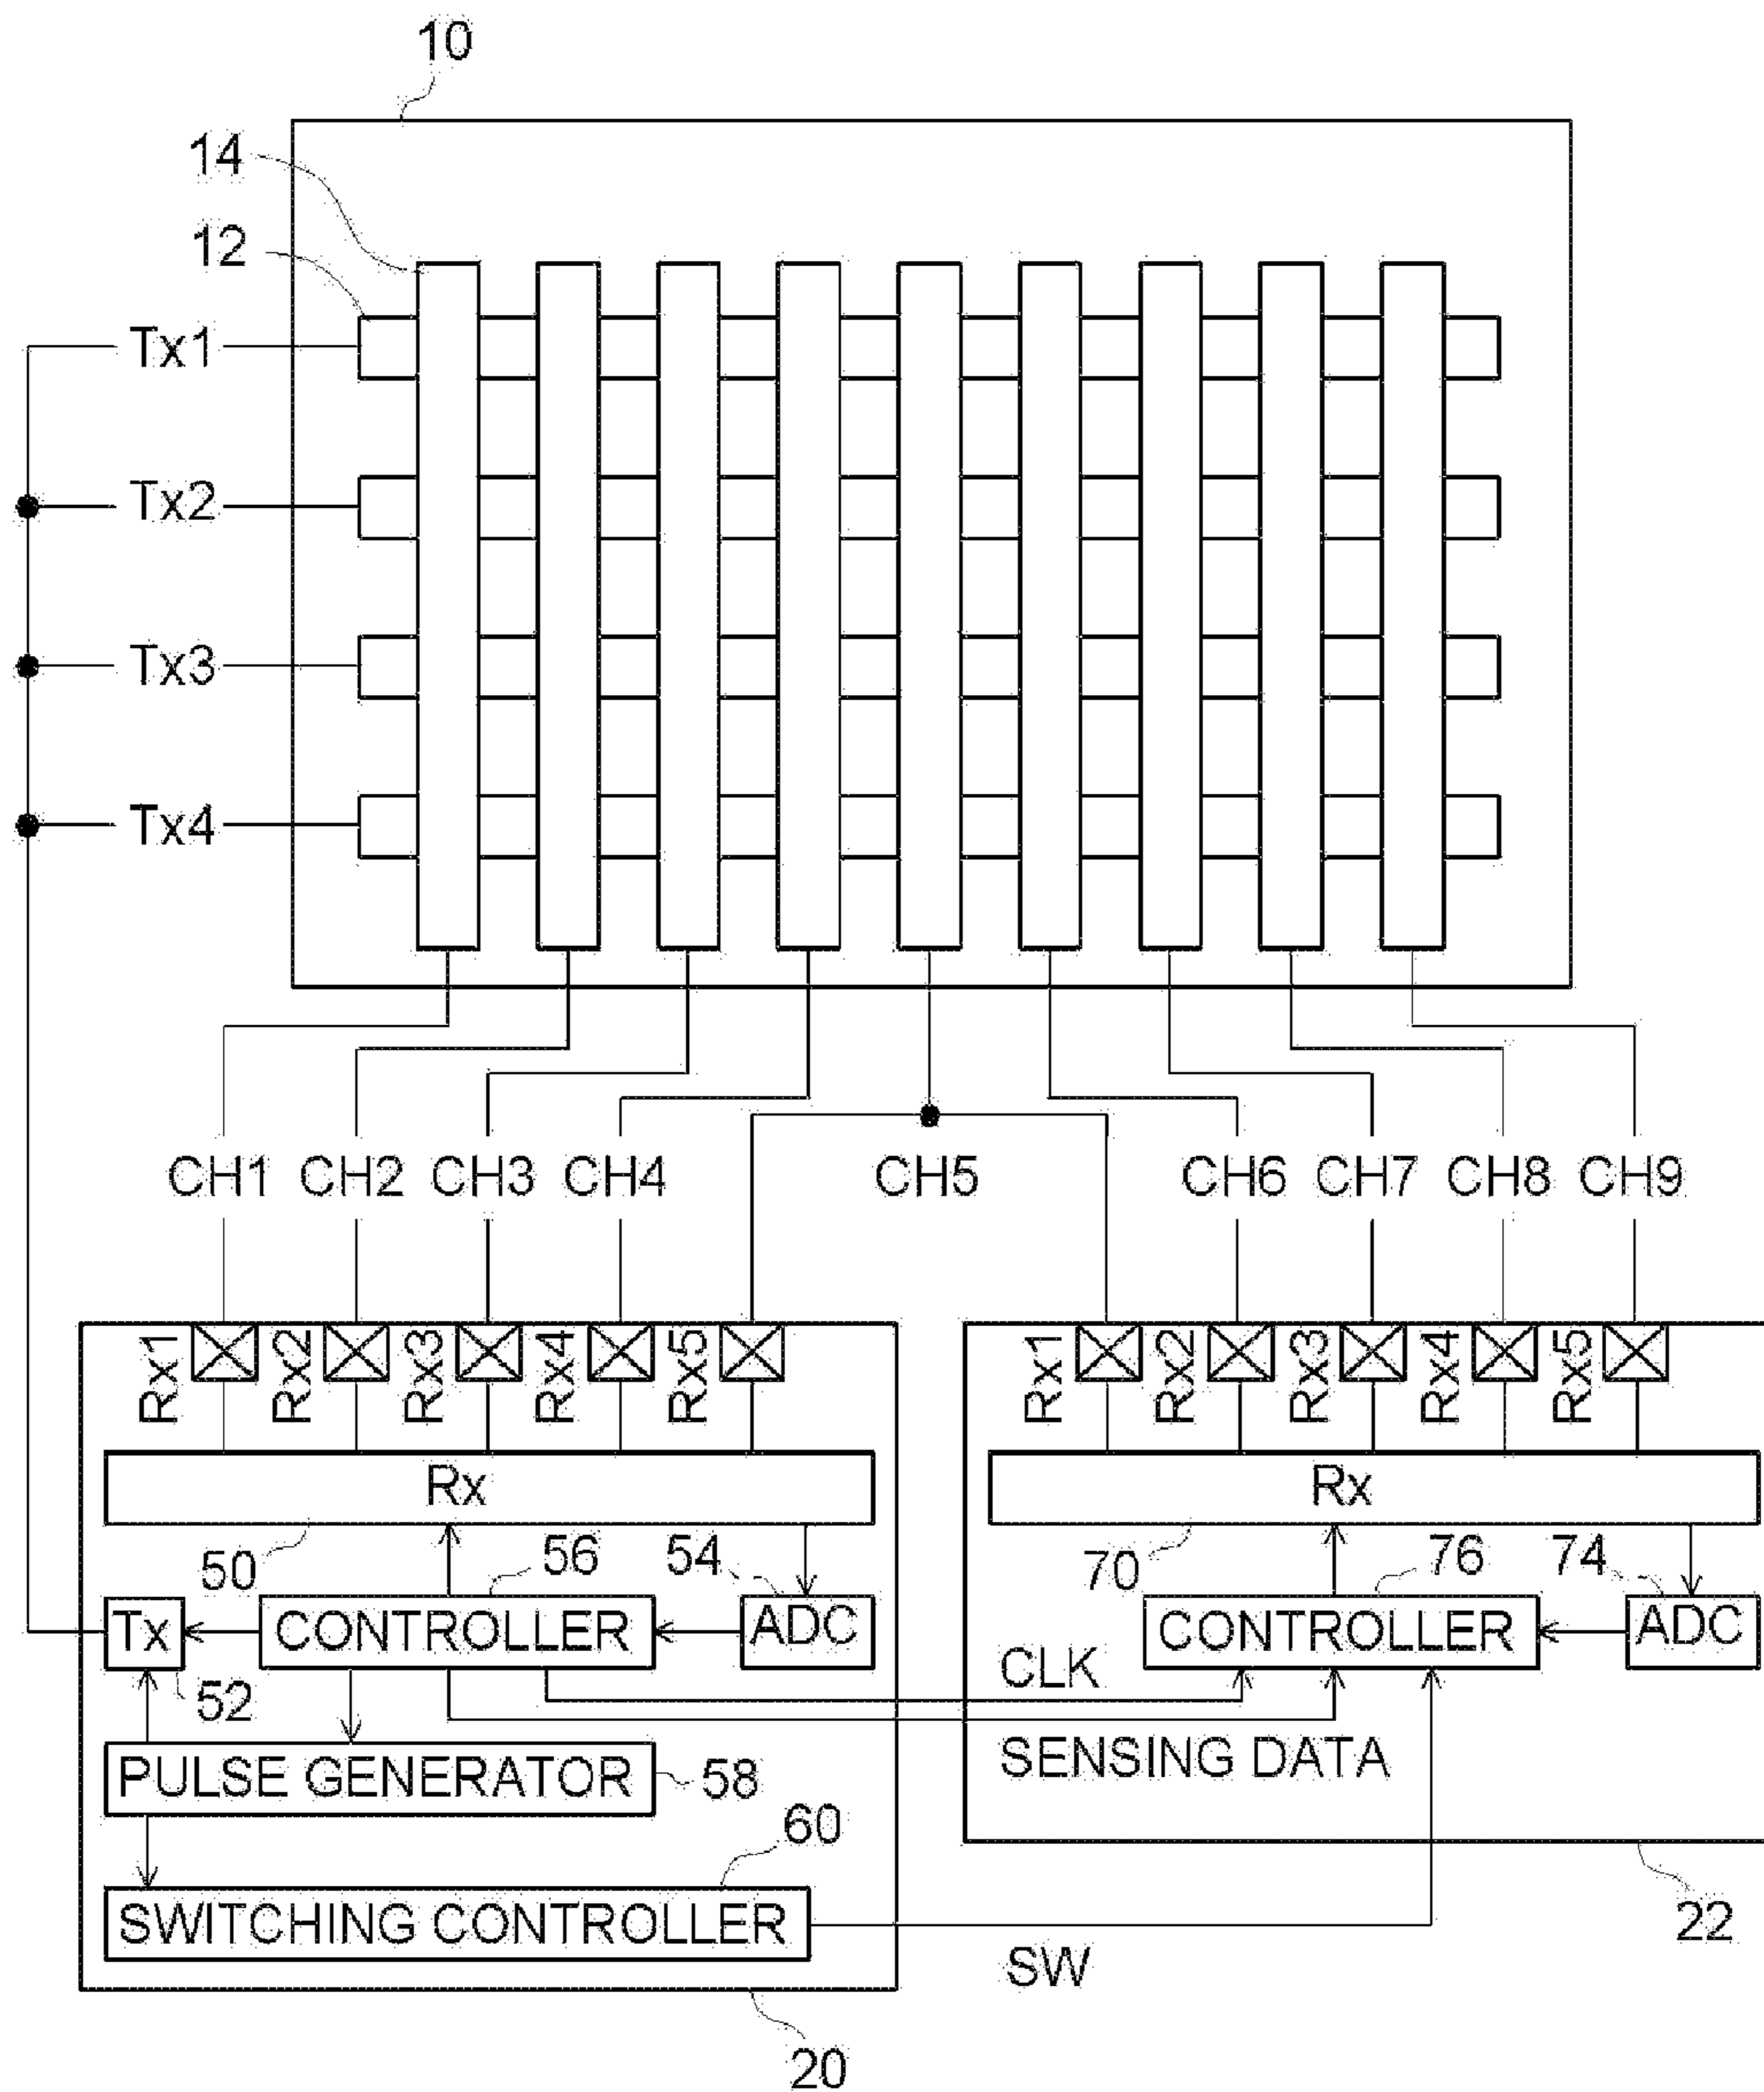 10
14
12
Tx1
Tx2
Tx3
Tx4
CH1 CH2 CH3 CH4 CH5 CH6 CH7 CH8 CH9
Rx1 Rx2 Rx3 Rx4 Rx5 Rx1 Rx2 Rx3 Rx4 Rx5
Rx Rx
50 56 54 70 76 74
Tx CONTROLLER ADC CONTROLLER ADC
CLK
52
SENSING DATA
PULSE GENERATOR 58
60
SWITCHING CONTROLLER
22
SW
20